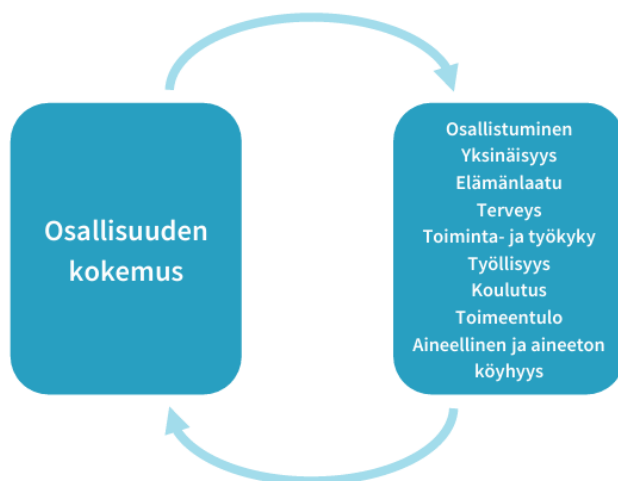 Osallisuuden
kokemus
Osallistuminen
Yksinäisyys
Elämänlaatu
Terveys
Toiminta- ja työkyky
Työllisyys
Koulutus
Toimeentulo
Aineellinen ja aineeton
köyhyys